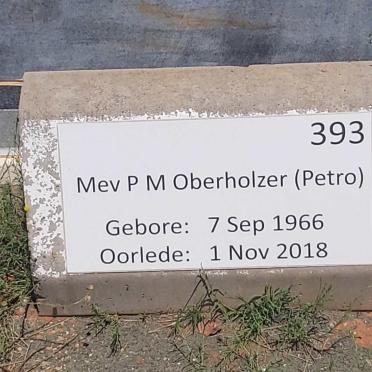 393
Mev P M Oberholzer (Petro)
Gebore: 7 Sep 1966
Oorlede: 1 Nov 2018